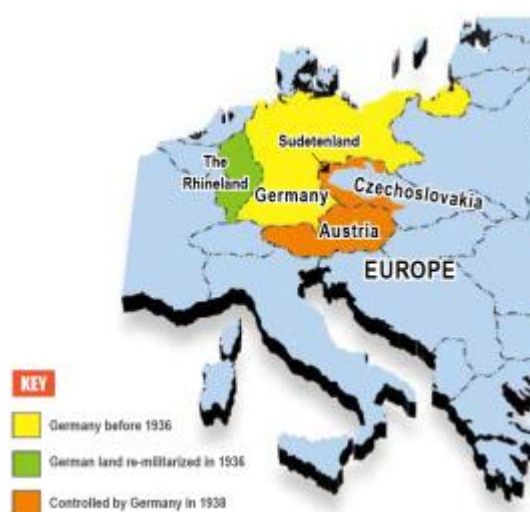 Sudetenland
The
Rhineland
Germany
Czechoslovakia
Austria
EUROPE
KEY
Germany before 1936
German land re-militarized in 1936
Controlled by Germany in 1938